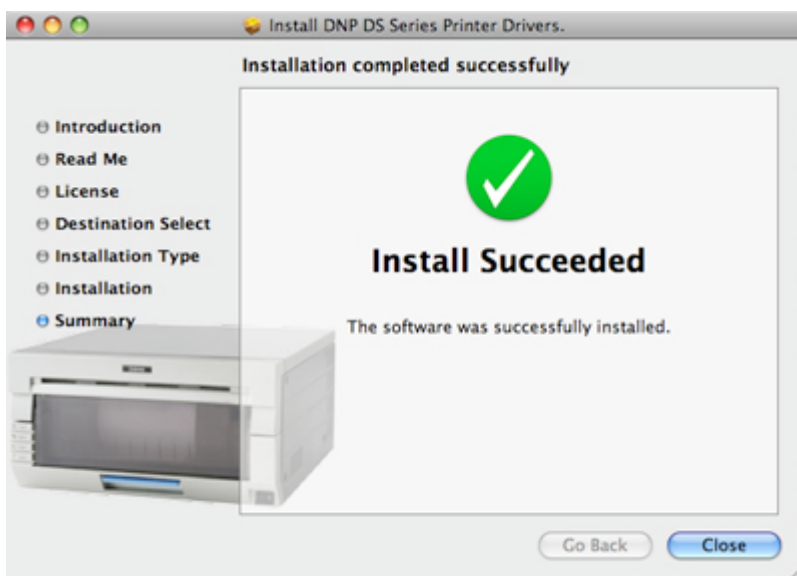 Install DNP DS Series Printer Drivers.
Installation completed successfully
Introduction
Read Me
License
Destination Select
Installation Type
Installation
Summary
Install Succeeded
The software was successfully installed.
Go Back
Close